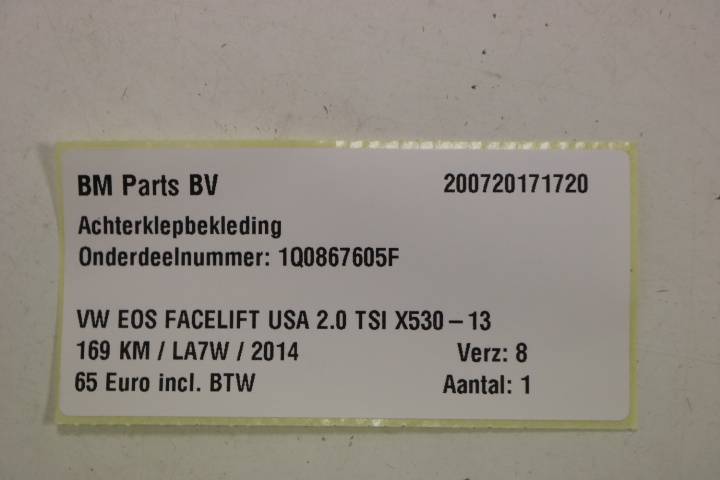 BM Parts BV 200720171720
Achterklepbekleding
Onderdeelnummer: 1Q0867605F
VW EOS FACELIFT USA 2.0 TSI X530-13
169 KM / LA7W / 2014 Verz: 8
65 Euro incl. BTW Aantal: 1